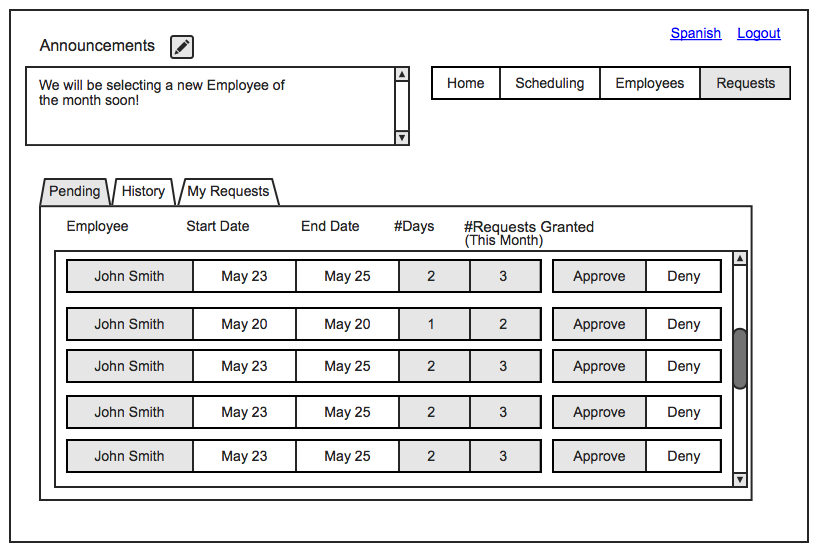 Spanish Logout
Announcements
We will be selecting a new Employee of
the month soon!
Home Scheduling Employees Requests
Pending History My Requests
Employee Start Date End Date #Days #Requests Granted
(This Month)
John Smith May 23 May 25 2 3 Approve Deny
John Smith May 20 May 20 1 2 Approve Deny
John Smith May 23 May 25 2 3 Approve Deny
John Smith May 23 May 25 2 3 Approve Deny
John Smith May 23 May 25 2 3 Approve Deny